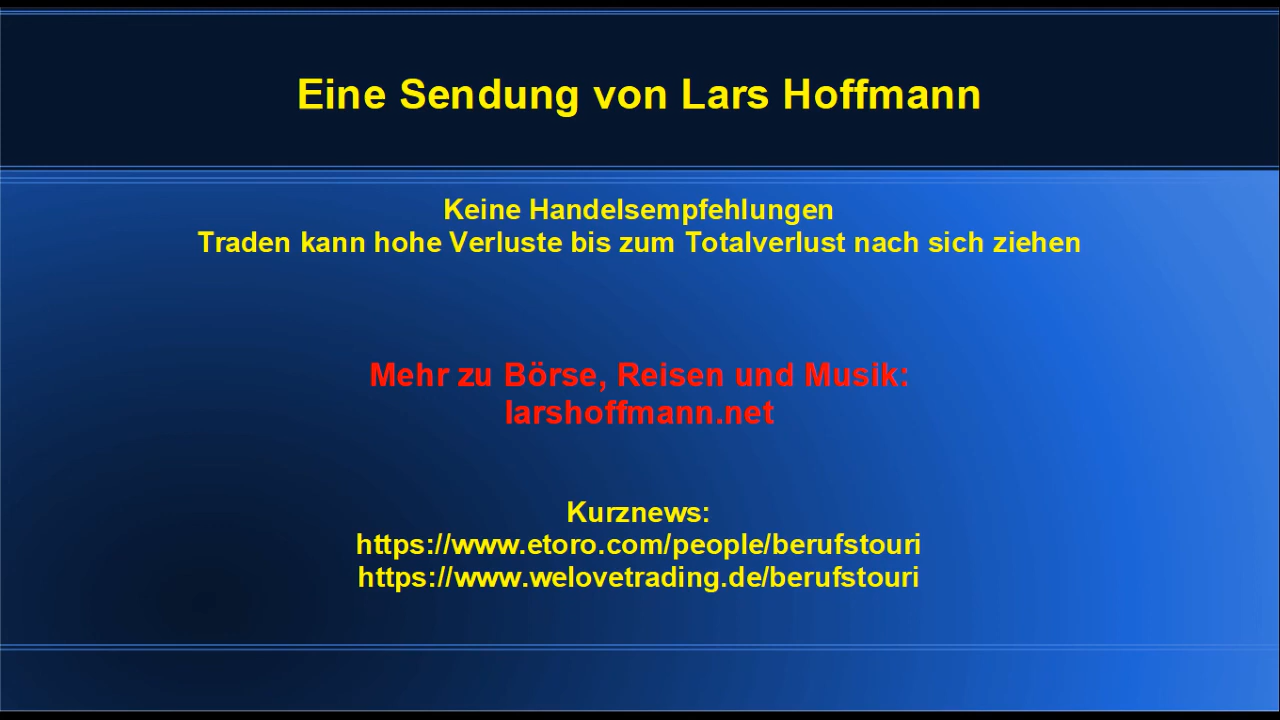 Eine Sendung von Lars Hoffmann
Keine Handelsempfehlungen
Traden kann hohe Verluste bis zum Totalverlust nach sich ziehen
Mehr zu Börse, Reisen und Musik:
larshoffmann.net
Kurznews:
https://www.etoro.com/people/berufstouri
https://www.welovetrading.de/berufstouri